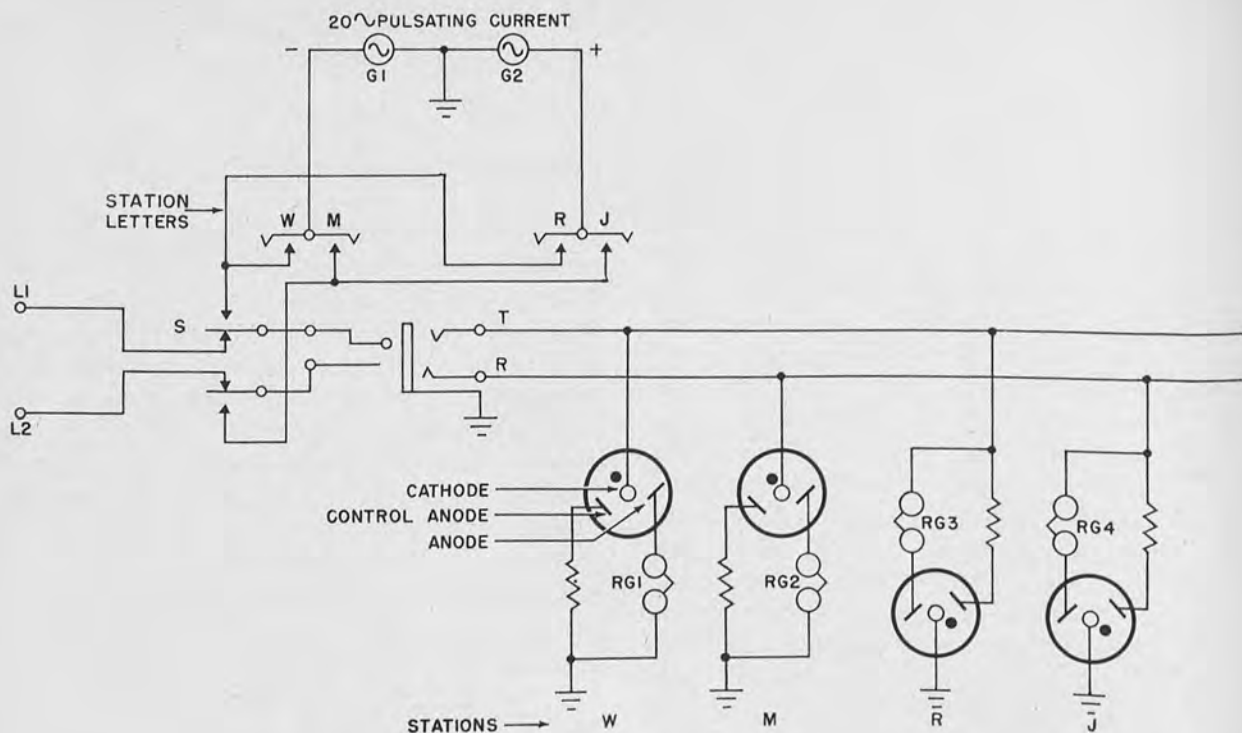 20∿PULSATING CURRENT
− +
G1 G2
STATION
LETTERS
W M R J
L1
S T
R
L2
CATHODE
CONTROL ANODE
ANODE
RG1 RG2 RG3 RG4
STATIONS W M R J